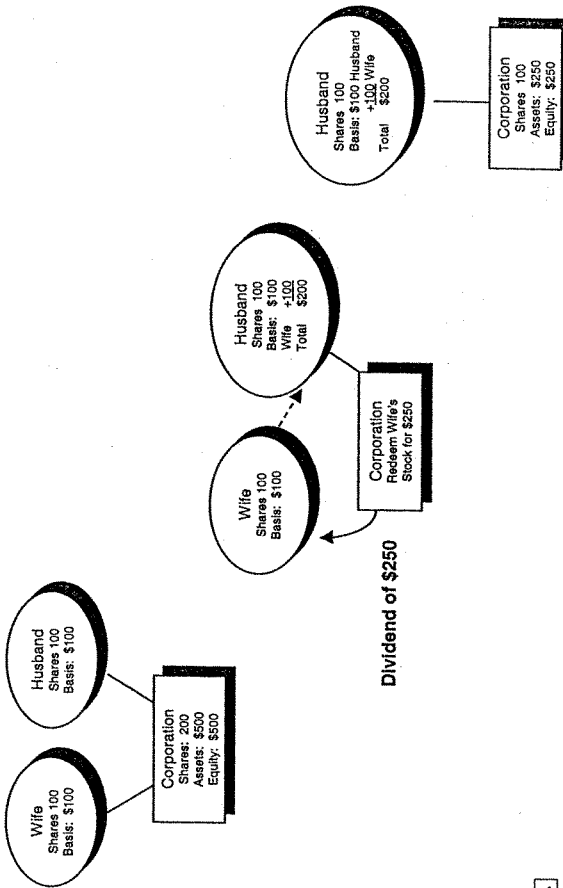 Wife
Shares 100
Basis: $100
Husband
Shares 100
Basis: $100
Corporation
Shares: 200
Assets: $500
Equity: $500
Wife
Shares 100
Basis: $100
Husband
Shares 100
Basis: $100
Wife +100
Total $200
Corporation
Redeem Wife's
Stock for $250
Dividend of $250
Husband
Shares 100
Basis: $100 Husband
+100 Wife
Total $200
Corporation
Shares 100
Assets: $250
Equity: $250